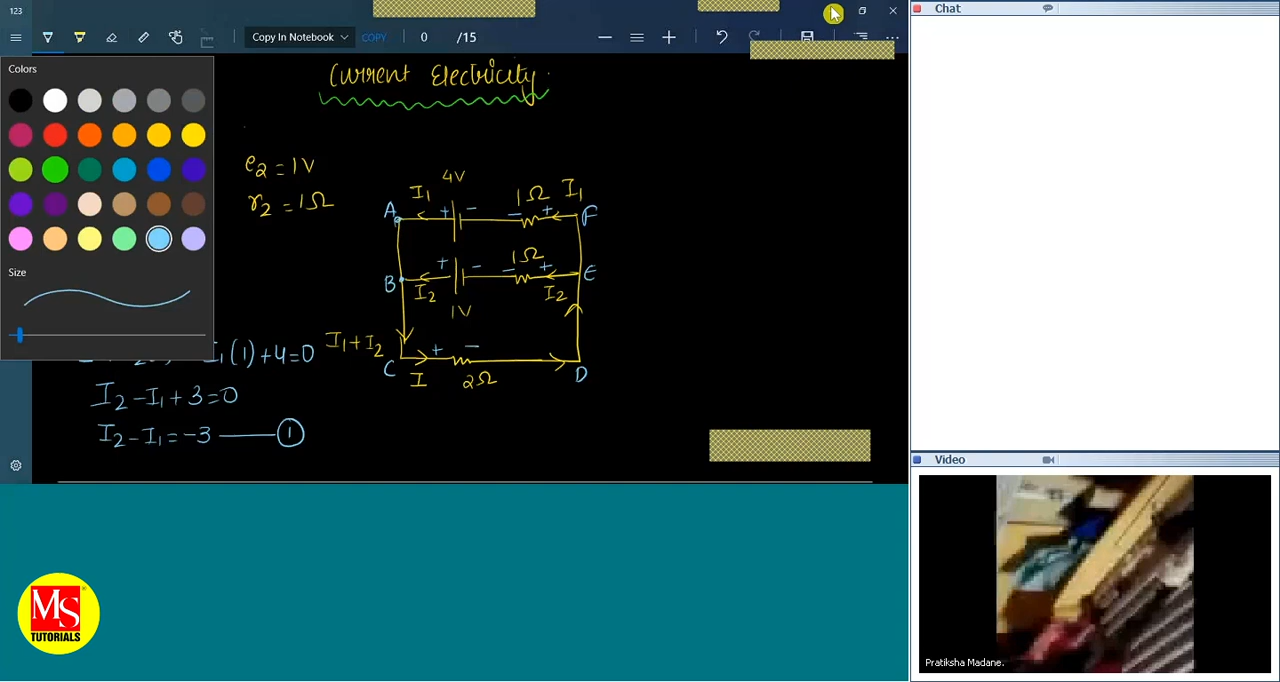 123
Copy In Notebook
COPY
0 /15
Chat
Colors
Current Electricity
e2 = 1V
r2 = 1Ω
4V
I1
1Ω
I1
A
+
-
-
+
F
1Ω
B
+
-
-
+
E
I2
I2
1V
Size
I1+I2
+
-
C
I
2Ω
D
I1(1)+4=0
I2-I1+3=0
I2-I1=-3 ——— 1
Video
MS
TUTORIALS
Pratiksha Madane.